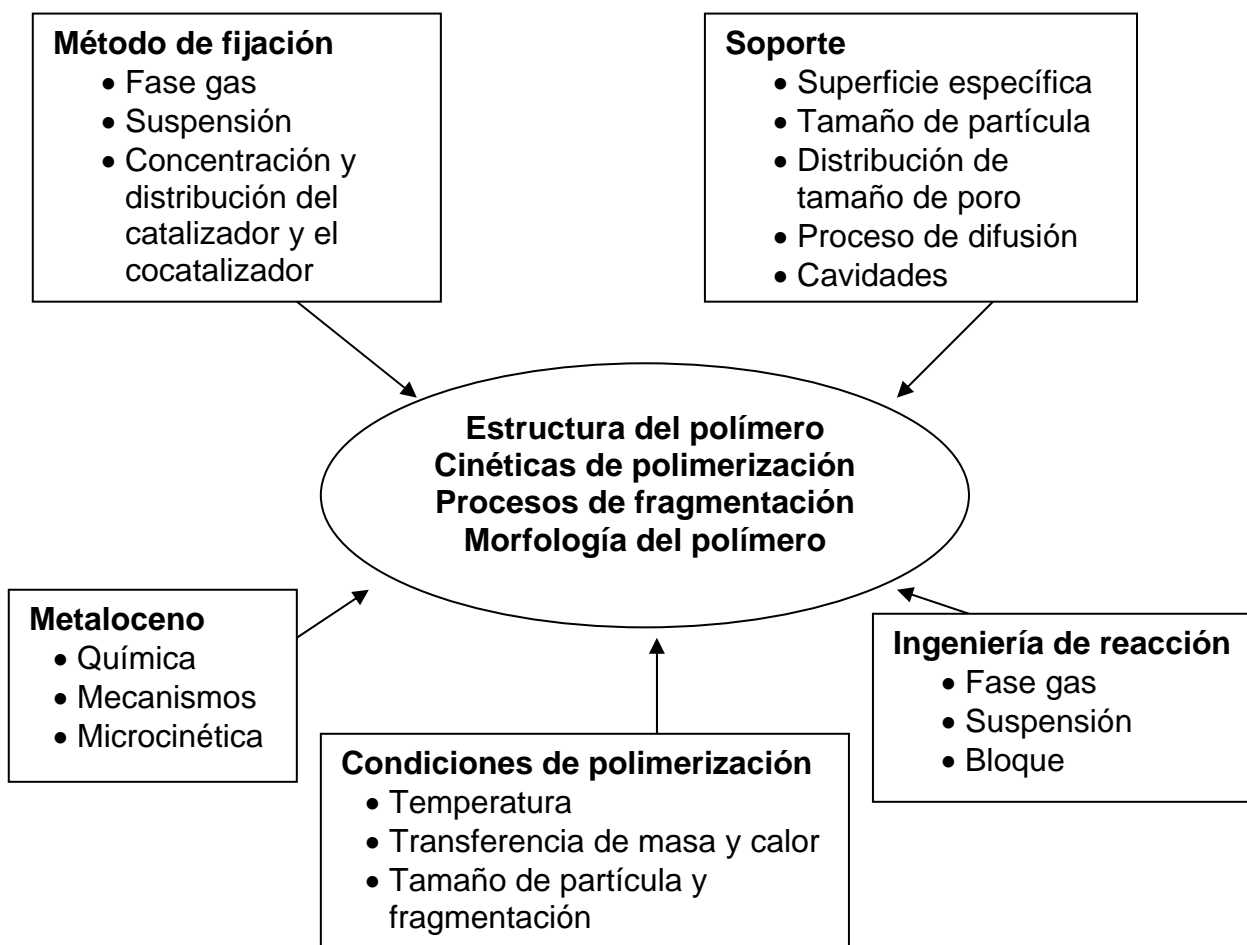 Método de fijación
• Fase gas
• Suspensión
• Concentración y
distribución del
catalizador y el
cocatalizador
Soporte
• Superficie específica
• Tamaño de partícula
• Distribución de
tamaño de poro
• Proceso de difusión
• Cavidades
Estructura del polímero
Cinéticas de polimerización
Procesos de fragmentación
Morfología del polímero
Metaloceno
• Química
• Mecanismos
• Microcinética
Condiciones de polimerización
• Temperatura
• Transferencia de masa y calor
• Tamaño de partícula y
fragmentación
Ingeniería de reacción
• Fase gas
• Suspensión
• Bloque